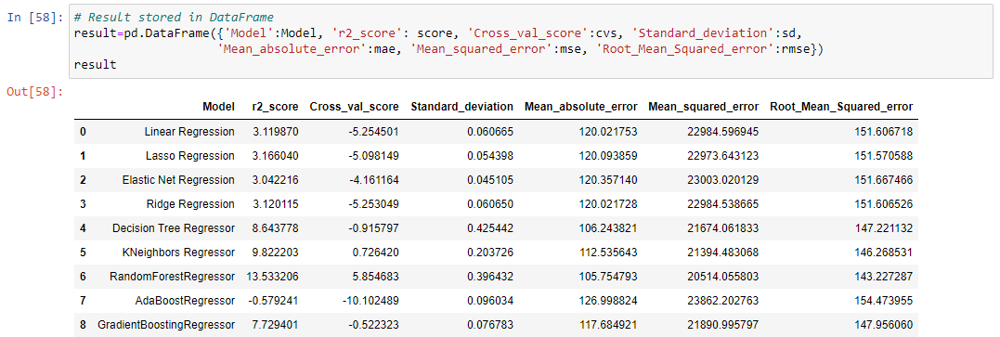 In [58]: # Result stored in DataFrame
result=pd.DataFrame({'Model':Model, 'r2_score': score, 'Cross_val_score':cvs, 'Standard_deviation':sd,
'Mean_absolute_error':mae, 'Mean_squared_error':mse, 'Root_Mean_Squared_error':rmse})
result
Out[58]:
Model r2_score Cross_val_score Standard_deviation Mean_absolute_error Mean_squared_error Root_Mean_Squared_error
0 Linear Regression 3.119870 -5.254501 0.060665 120.021753 22984.596945 151.606718
1 Lasso Regression 3.166040 -5.098149 0.054398 120.093859 22973.643123 151.570588
2 Elastic Net Regression 3.042216 -4.161164 0.045105 120.357140 23003.020129 151.667466
3 Ridge Regression 3.120115 -5.253049 0.060650 120.021728 22984.538665 151.606526
4 Decision Tree Regressor 8.643778 -0.915797 0.425442 106.243821 21674.061833 147.221132
5 KNeighbors Regressor 9.822203 0.726420 0.203726 112.535643 21394.483068 146.268531
6 RandomForestRegressor 13.533206 5.854683 0.396432 105.754793 20514.055803 143.227287
7 AdaBoostRegressor -0.579241 -10.102489 0.096034 126.998824 23862.202763 154.473955
8 GradientBoostingRegressor 7.729401 -0.522323 0.076783 117.684921 21890.995797 147.956060